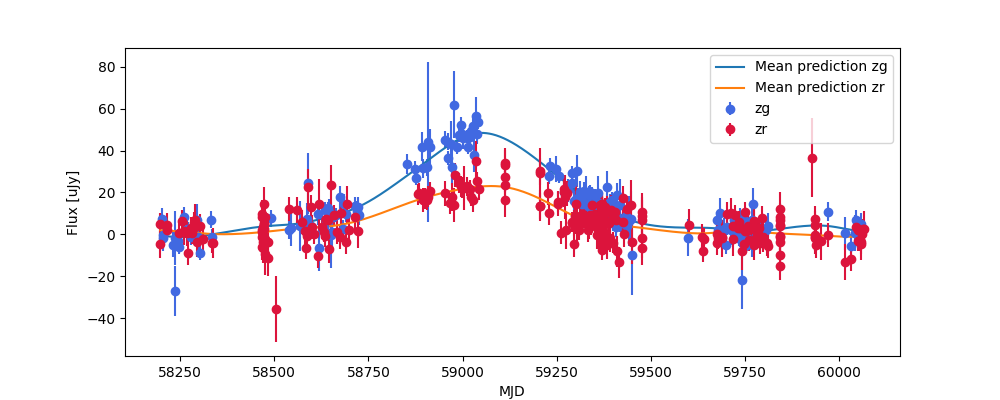 80
60
40
20
0
−20
−40
Flux [uJy]
58250
58500
58750
59000
59250
59500
59750
60000
MJD
Mean prediction zg
Mean prediction zr
zg
zr